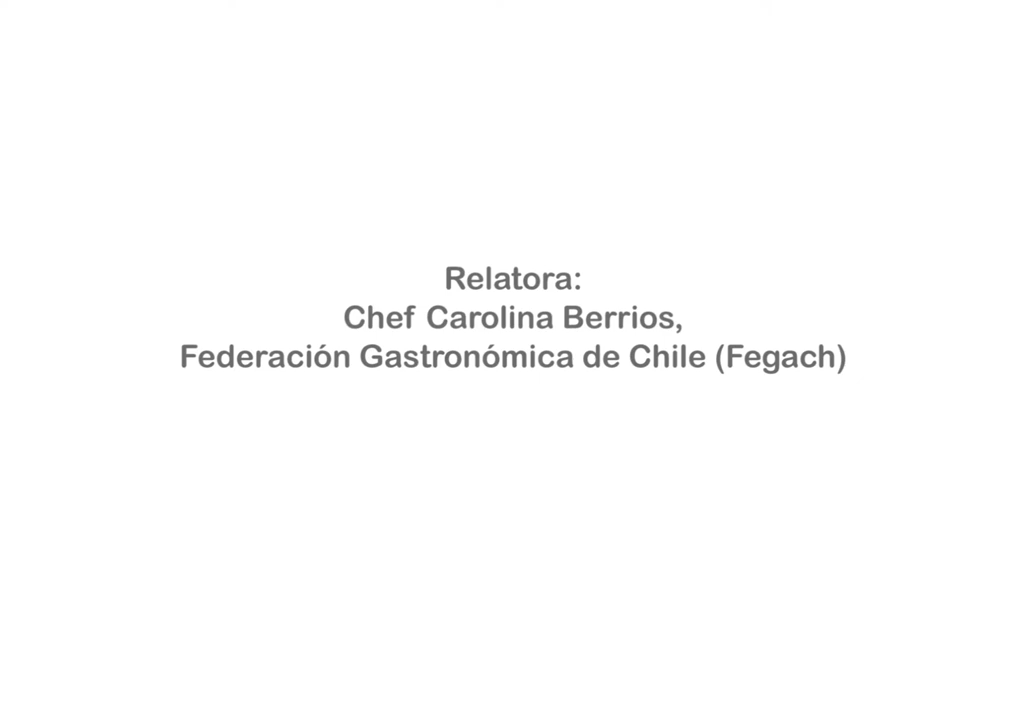 Relatora:
Chef Carolina Berrios,
Federación Gastronómica de Chile (Fegach)